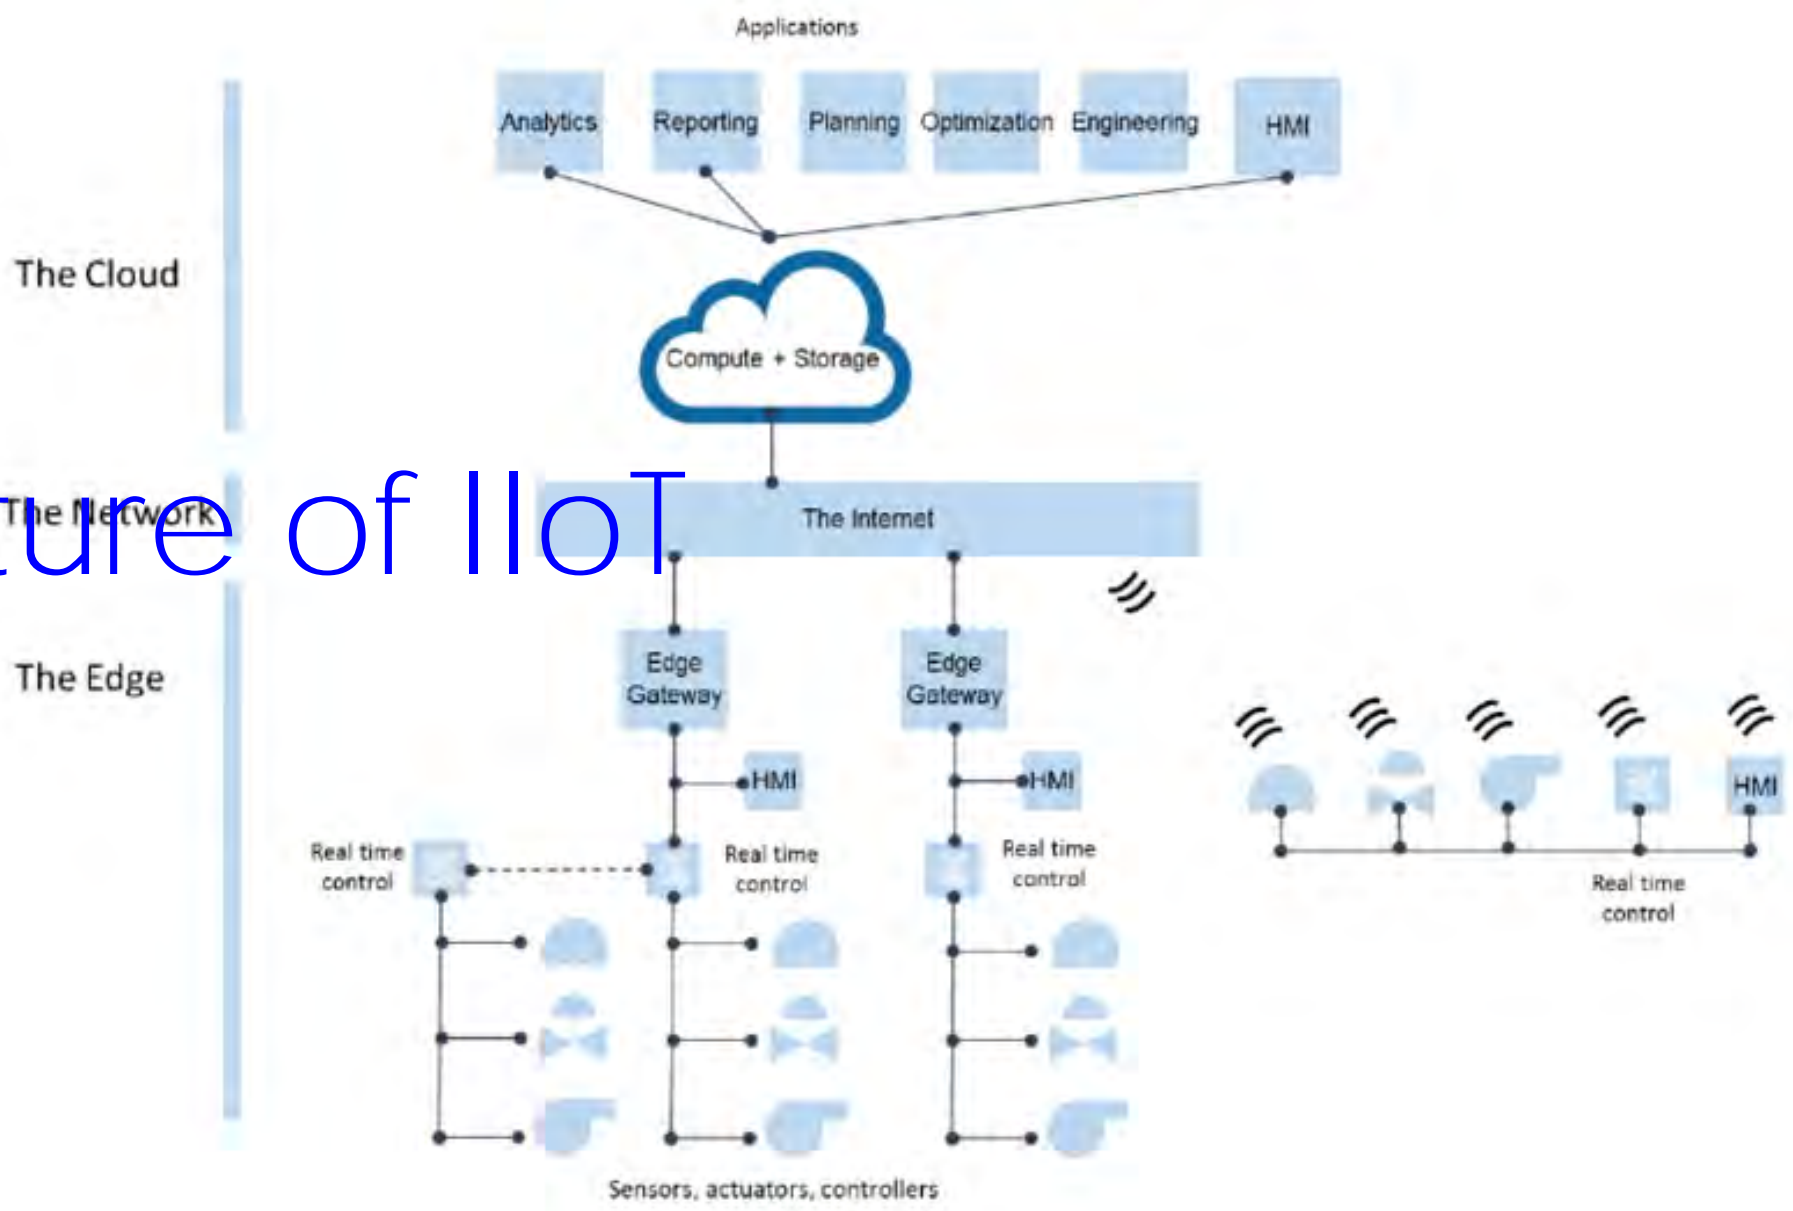 Applications
Analytics
Reporting
Planning
Optimization
Engineering
HMI
The Cloud
Compute + Storage
The Network
ture of IIoT
The Internet
The Edge
Edge
Gateway
Edge
Gateway
HMI
HMI
HMI
Real time
control
Real time
control
Real time
control
Real time
control
Sensors, actuators, controllers